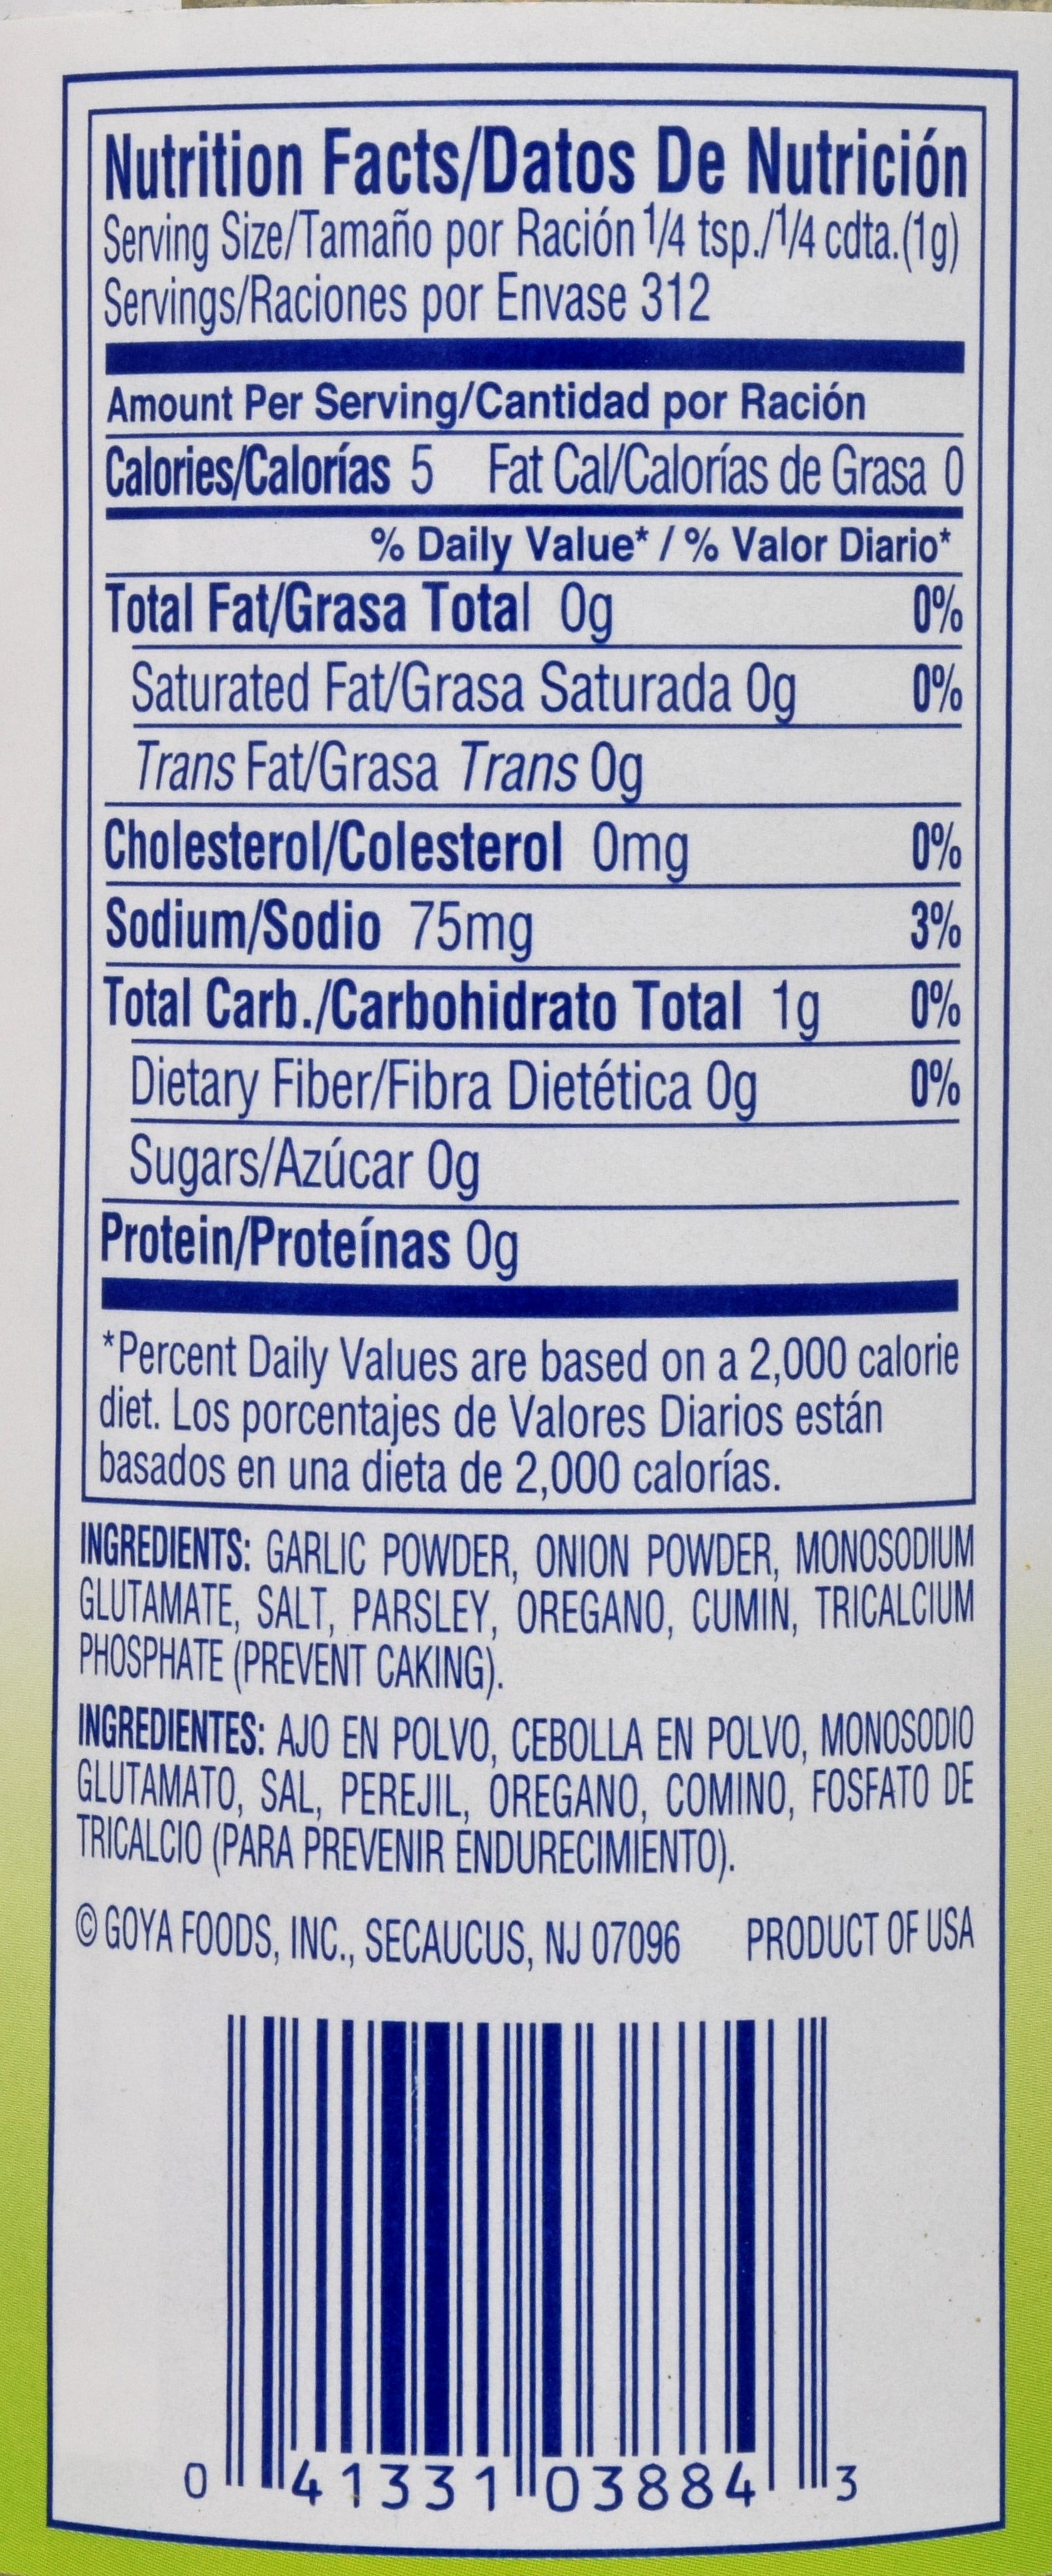 Nutrition Facts/Datos De Nutrición
Serving Size/Tamaño por Ración 1/4 tsp./1/4 cdta.(1g)
Servings/Raciones por Envase 312
Amount Per Serving/Cantidad por Ración
Calories/Calorías 5 Fat Cal/Calorías de Grasa 0
% Daily Value* / % Valor Diario*
Total Fat/Grasa Total 0g 0%
Saturated Fat/Grasa Saturada 0g 0%
Trans Fat/Grasa Trans 0g
Cholesterol/Colesterol 0mg 0%
Sodium/Sodio 75mg 3%
Total Carb./Carbohidrato Total 1g 0%
Dietary Fiber/Fibra Dietética 0g 0%
Sugars/Azúcar 0g
Protein/Proteínas 0g
*Percent Daily Values are based on a 2,000 calorie
diet. Los porcentajes de Valores Diarios están
basados en una dieta de 2,000 calorías.
INGREDIENTS: GARLIC POWDER, ONION POWDER, MONOSODIUM
GLUTAMATE, SALT, PARSLEY, OREGANO, CUMIN, TRICALCIUM
PHOSPHATE (PREVENT CAKING).
INGREDIENTES: AJO EN POLVO, CEBOLLA EN POLVO, MONOSODIO
GLUTAMATO, SAL, PEREJIL, OREGANO, COMINO, FOSFATO DE
TRICALCIO (PARA PREVENIR ENDURECIMIENTO).
© GOYA FOODS, INC., SECAUCUS, NJ 07096 PRODUCT OF USA
0 41331 03884 3